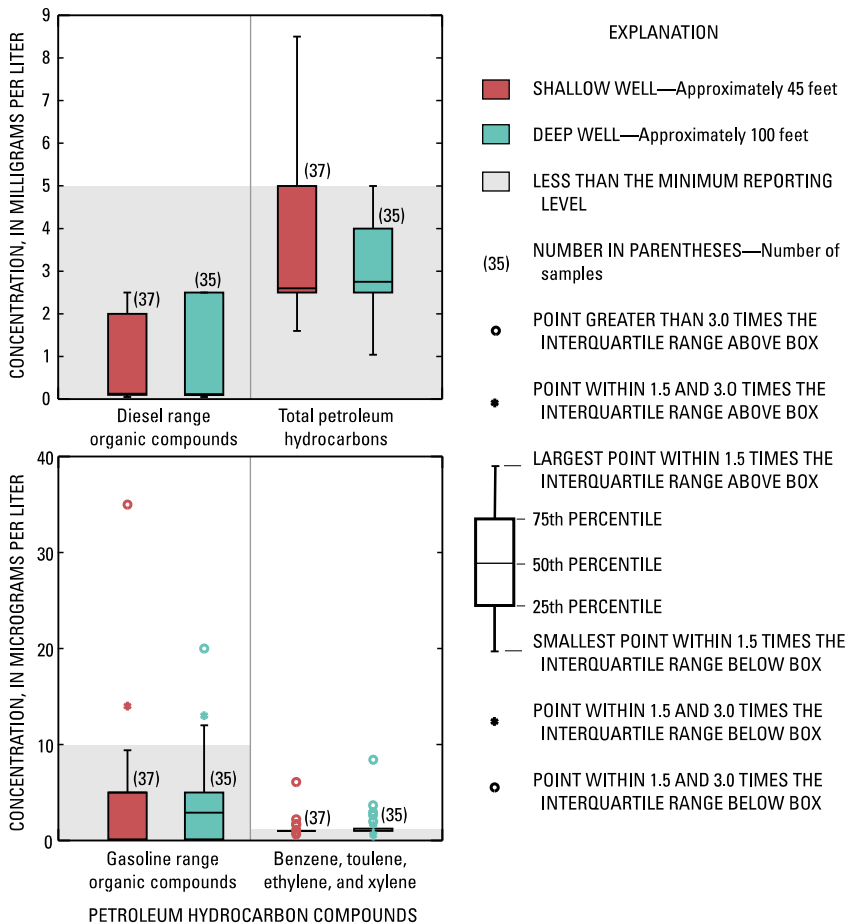 CONCENTRATION, IN MILLIGRAMS PER LITER
9
8
7
6
5
4
3
2
1
0
(37)
(35)
(37)
(35)
Diesel range
organic compounds
Total petroleum
hydrocarbons
CONCENTRATION, IN MICROGRAMS PER LITER
40
30
20
10
0
(37)
(35)
(37)
(35)
Gasoline range
organic compounds
Benzene, toulene,
ethylene, and xylene
PETROLEUM HYDROCARBON COMPOUNDS
EXPLANATION
SHALLOW WELL—Approximately 45 feet
DEEP WELL—Approximately 100 feet
LESS THAN THE MINIMUM REPORTING
LEVEL
(35) NUMBER IN PARENTHESES—Number of
samples
POINT GREATER THAN 3.0 TIMES THE
INTERQUARTILE RANGE ABOVE BOX
POINT WITHIN 1.5 AND 3.0 TIMES THE
INTERQUARTILE RANGE ABOVE BOX
LARGEST POINT WITHIN 1.5 TIMES THE
INTERQUARTILE RANGE ABOVE BOX
75th PERCENTILE
50th PERCENTILE
25th PERCENTILE
SMALLEST POINT WITHIN 1.5 TIMES THE
INTERQUARTILE RANGE BELOW BOX
POINT WITHIN 1.5 AND 3.0 TIMES THE
INTERQUARTILE RANGE BELOW BOX
POINT WITHIN 1.5 AND 3.0 TIMES THE
INTERQUARTILE RANGE BELOW BOX